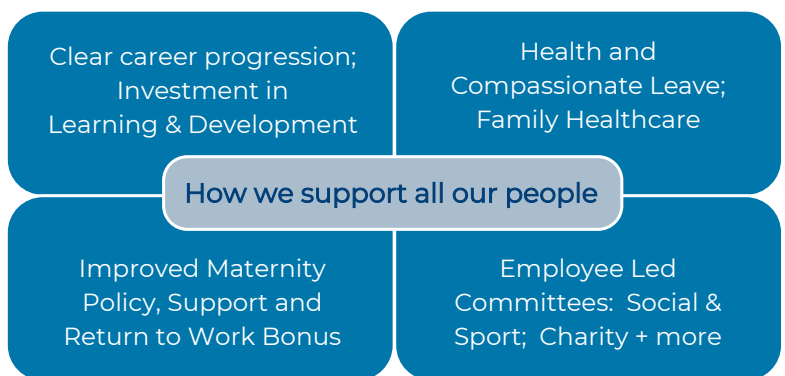 Clear career progression;
Investment in
Learning & Development
Health and
Compassionate Leave;
Family Healthcare
How we support all our people
Improved Maternity
Policy, Support and
Return to Work Bonus
Employee Led
Committees:  Social &
Sport;  Charity + more